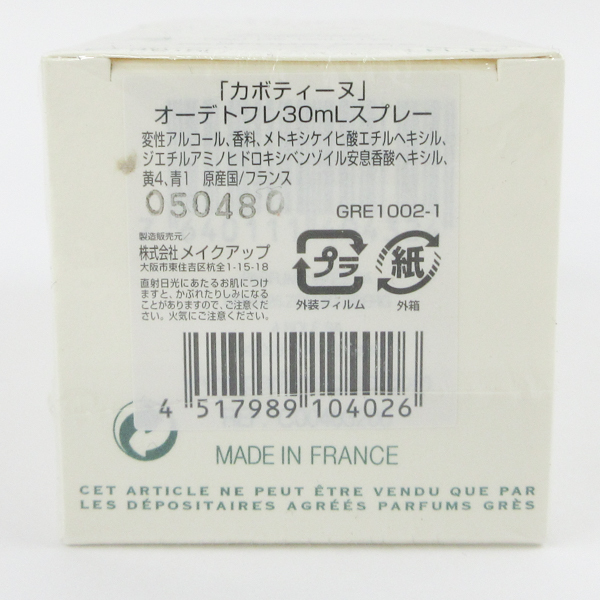 「カボティーヌ」
オーデトワレ30mLスプレー
変性アルコール、香料、メトキシケイヒ酸エチルヘキシル、
ジエチルアミノヒドロキシベンゾイル安息香酸ヘキシル、
黄4、青1 原産国/フランス
050480
GRE1002-1
製造販売元/
株式会社メイクアップ
大阪市東住吉区杭全1-15-18
直射日光にあたるお肌につけ
ますと、かぶれたりしみになる
ことがありますので、ご注意くだ
さい。火気にご注意ください。
プラ
外装フィルム
紙
外箱
4 517989 104026
MADE IN FRANCE
CET ARTICLE NE PEUT ÊTRE VENDU QUE PAR
LES DÉPOSITAIRES AGRÉÉS PARFUMS GRÈS